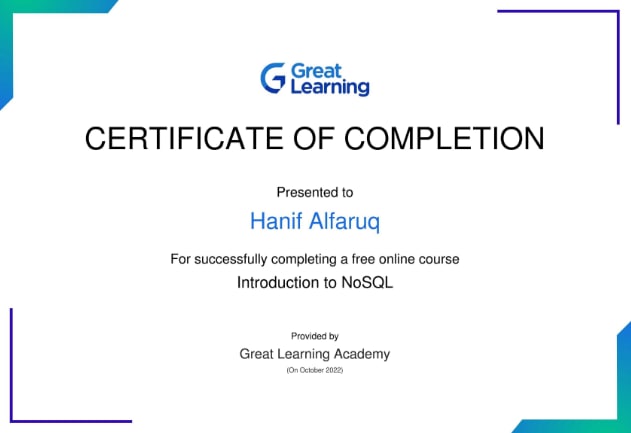 Great
Learning
CERTIFICATE OF COMPLETION
Presented to
Hanif Alfaruq
For successfully completing a free online course
Introduction to NoSQL
Provided by
Great Learning Academy
(On October 2022)